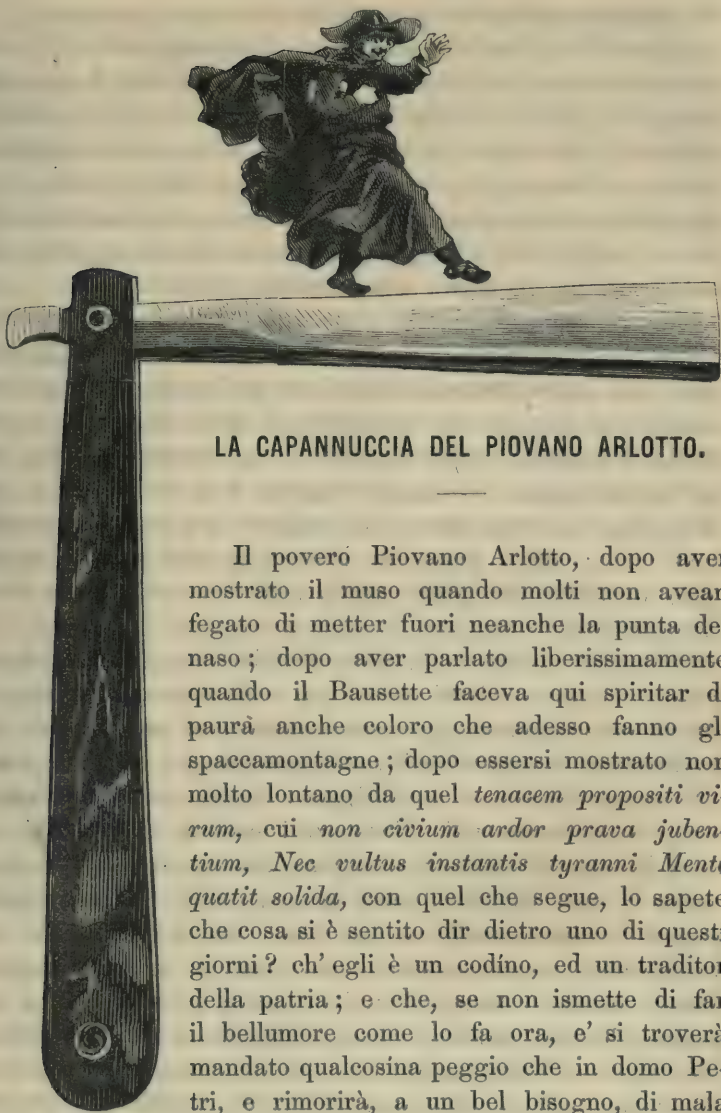 LA CAPANNUCCIA DEL PIOVANO ARLOTTO.
Il povero Piovano Arlotto, dopo aver
mostrato il muso quando molti non avean
fegato di metter fuori neanche la punta de
naso; dopo aver parlato liberissimamente
quando il Bausette faceva qui spiritar d
paura anche coloro che adesso fanno gl
spaccamontagne; dopo essersi mostrato non
molto lontano da quel tenacem propositi vi-
rum, cui non civium ardor prava juben-
tium, Nec vultus instantis tyranni Mente
quatit solida, con quel che segue, lo sapete
che cosa si è sentito dir dietro uno di questi
giorni? ch' egli è un codíno, ed un traditor
della patria; e che, se non ismette di far
il bellumore come lo fa ora, e' si troverà
mandato qualcosína peggio che in domo Pe-
tri, e rimorirà, a un bel bisogno, di mala